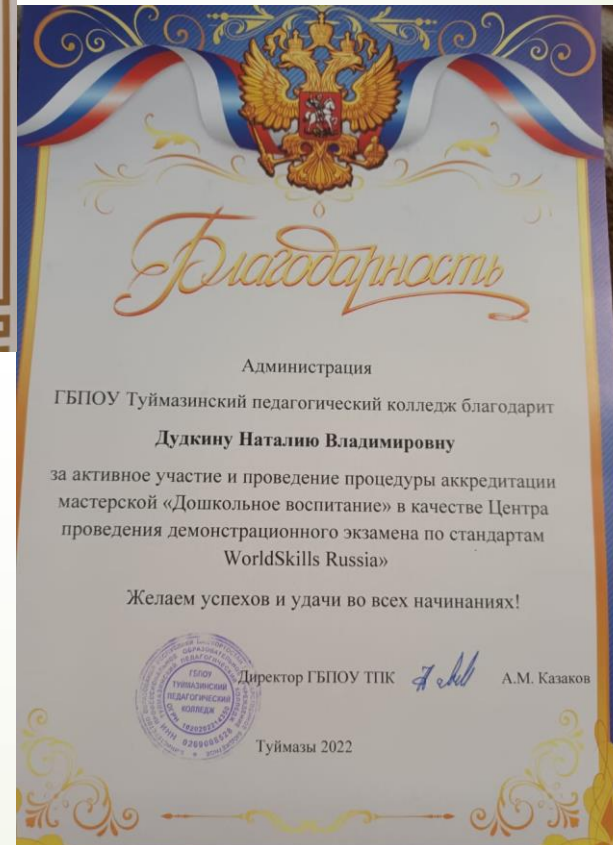 Благодарность
Администрация
ГБПОУ Туймазинский педагогический колледж благодарит
Дудкину Наталию Владимировну
за активное участие и проведение процедуры аккредитации
мастерской «Дошкольное воспитание» в качестве Центра
проведения демонстрационного экзамена по стандартам
WorldSkills Russia»
Желаем успехов и удачи во всех начинаниях!
Директор ГБПОУ ТПК
А.М. Казаков
ГБПОУ
ТУЙМАЗИНСКИЙ
ПЕДАГОГИЧЕСКИЙ
КОЛЛЕДЖ
Туймазы 2022